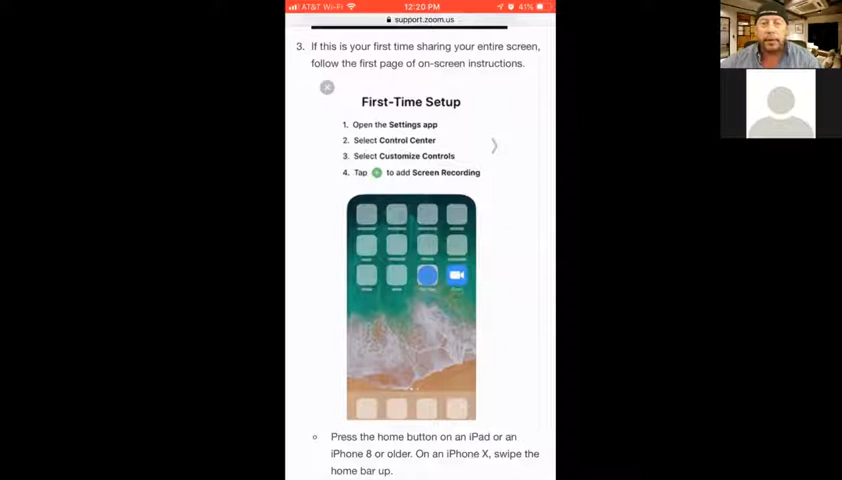 AT&T Wi-Fi 12:20 PM 41%
support.zoom.us
3. If this is your first time sharing your entire screen,
follow the first page of on-screen instructions.
First-Time Setup
1. Open the Settings app
2. Select Control Center
3. Select Customize Controls
4. Tap + to add Screen Recording
Press the home button on an iPad or an
iPhone 8 or older. On an iPhone X, swipe the
home bar up.